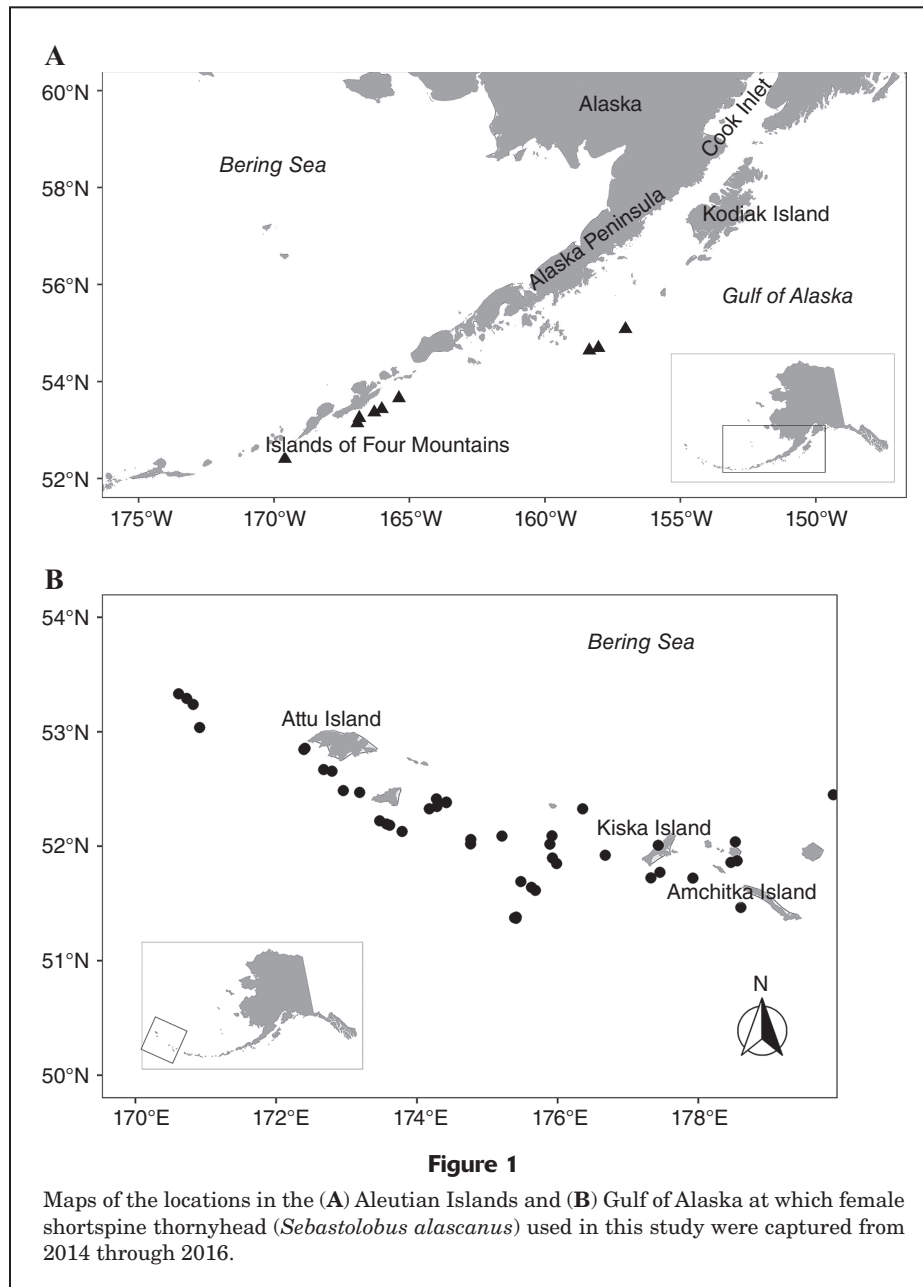 A
60°N
58°N
56°N
54°N
52°N
Alaska
Cook Inlet
Bering Sea
Kodiak Island
Alaska Peninsula
Gulf of Alaska
Islands of Four Mountains
175°W 170°W 165°W 160°W 155°W 150°W
B
54°N
53°N
52°N
51°N
50°N
Bering Sea
Attu Island
Kiska Island
Amchitka Island
N
170°E 172°E 174°E 176°E 178°E
Figure 1
Maps of the locations in the (A) Aleutian Islands and (B) Gulf of Alaska at which female
shortspine thornyhead (Sebastolobus alascanus) used in this study were captured from
2014 through 2016.